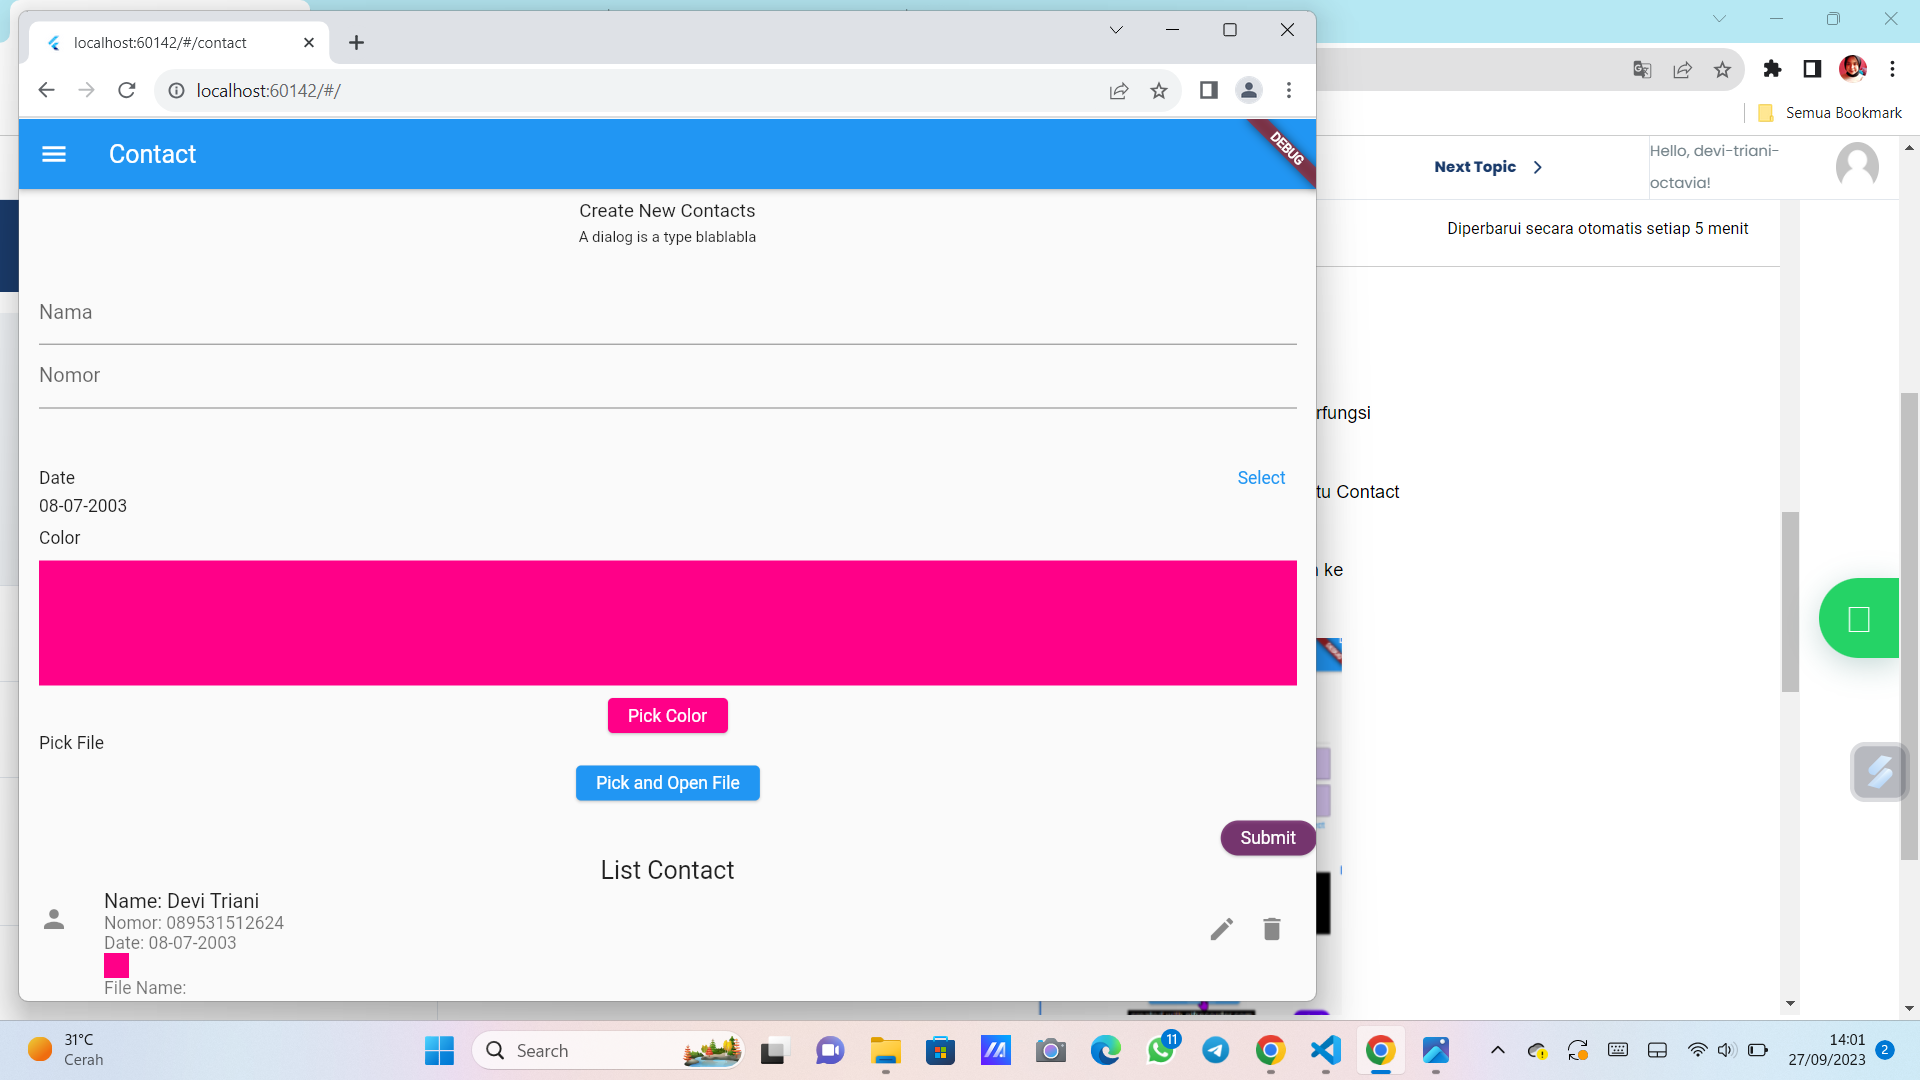 localhost:60142/#/contact
localhost:60142/#/
Semua Bookmark
Contact
DEBUG
Next Topic
Hello, devi-triani-
octavia!
Create New Contacts
A dialog is a type blablabla
Diperbarui secara otomatis setiap 5 menit
Nama
Nomor
rfungsi
Date
Select
08-07-2003
tu Contact
Color
ke
Pick Color
Pick File
Pick and Open File
Submit
List Contact
Name: Devi Triani
Nomor: 089531512624
Date: 08-07-2003
File Name:
31°C
Cerah
Search
11
14:01
27/09/2023
2